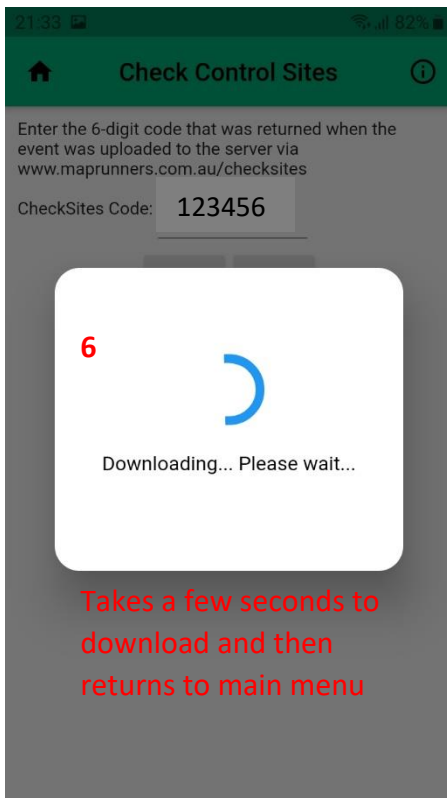 21:33 82%
Check Control Sites
Enter the 6-digit code that was returned when the
event was uploaded to the server via
www.maprunners.com.au/checksites
CheckSites Code: 123456
6
Downloading... Please wait...
Takes a few seconds to
download and then
returns to main menu